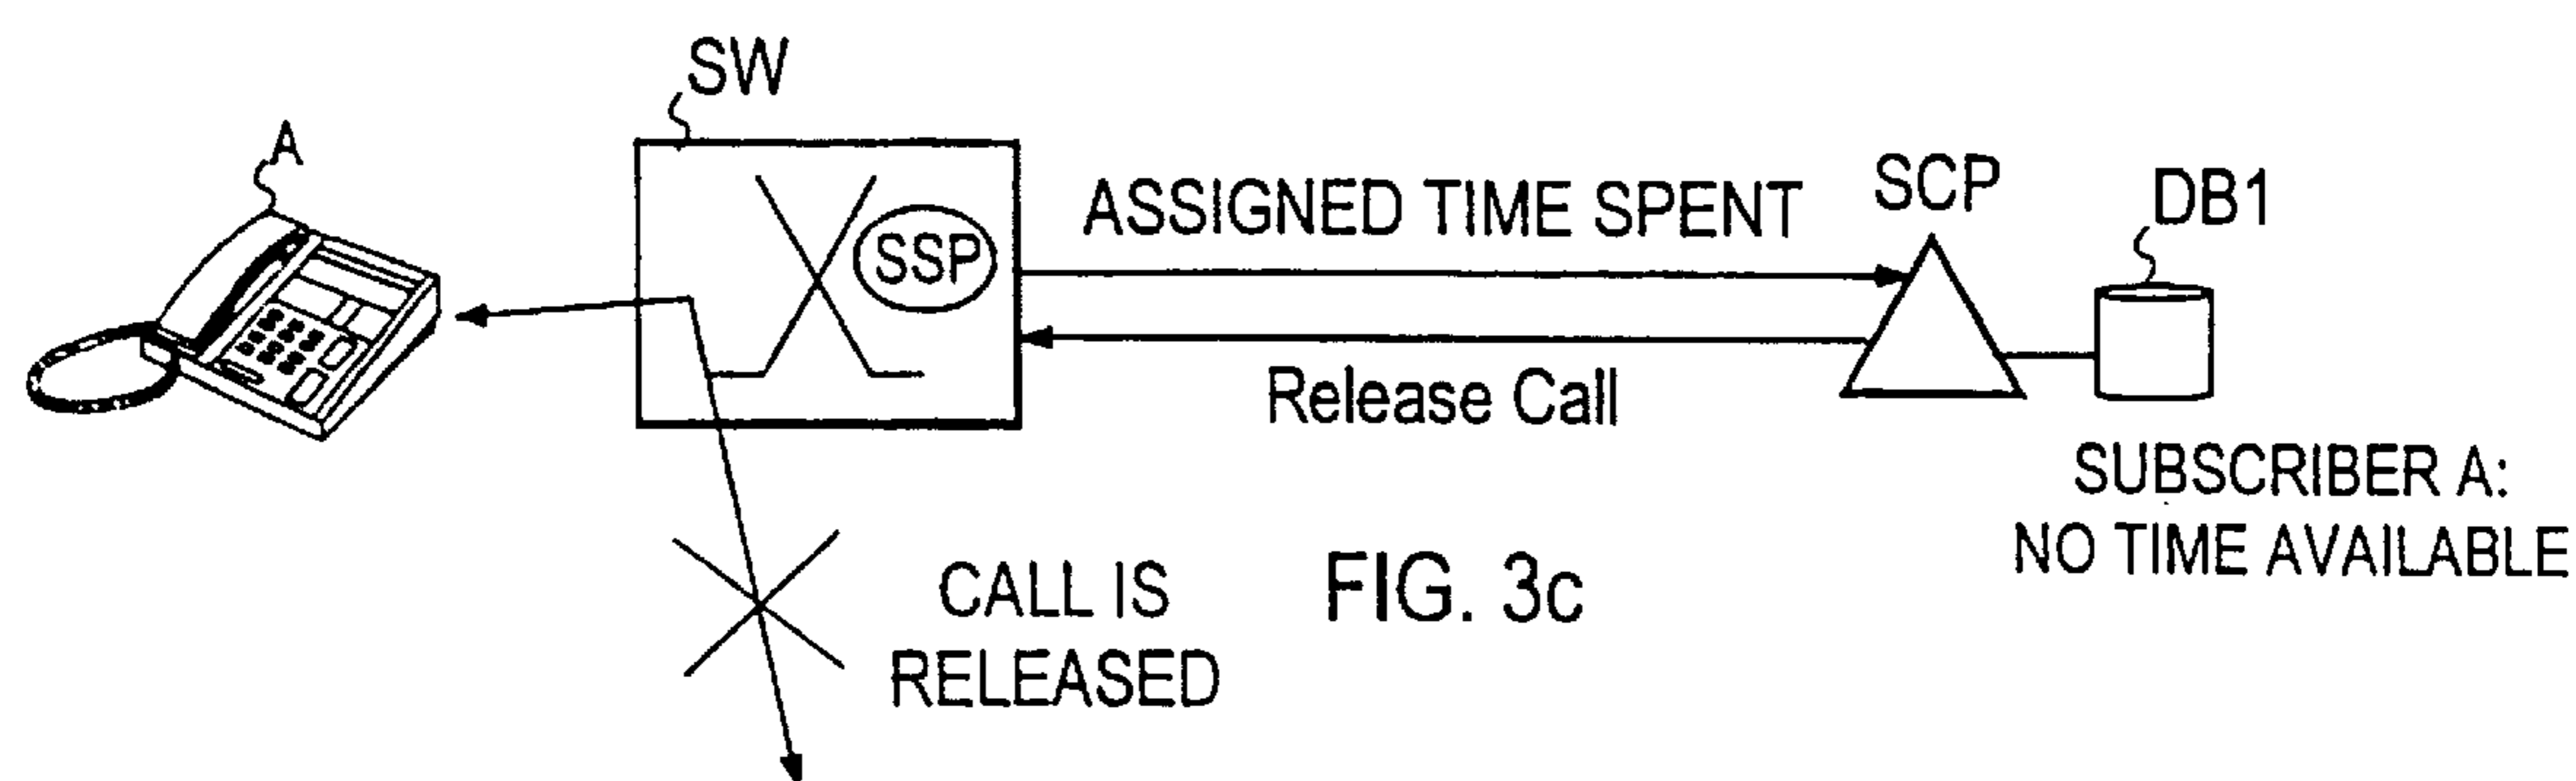 SW
A
SSP
ASSIGNED TIME SPENT
SCP
DB1
Release Call
SUBSCRIBER A:
NO TIME AVAILABLE
CALL IS
RELEASED
FIG. 3c